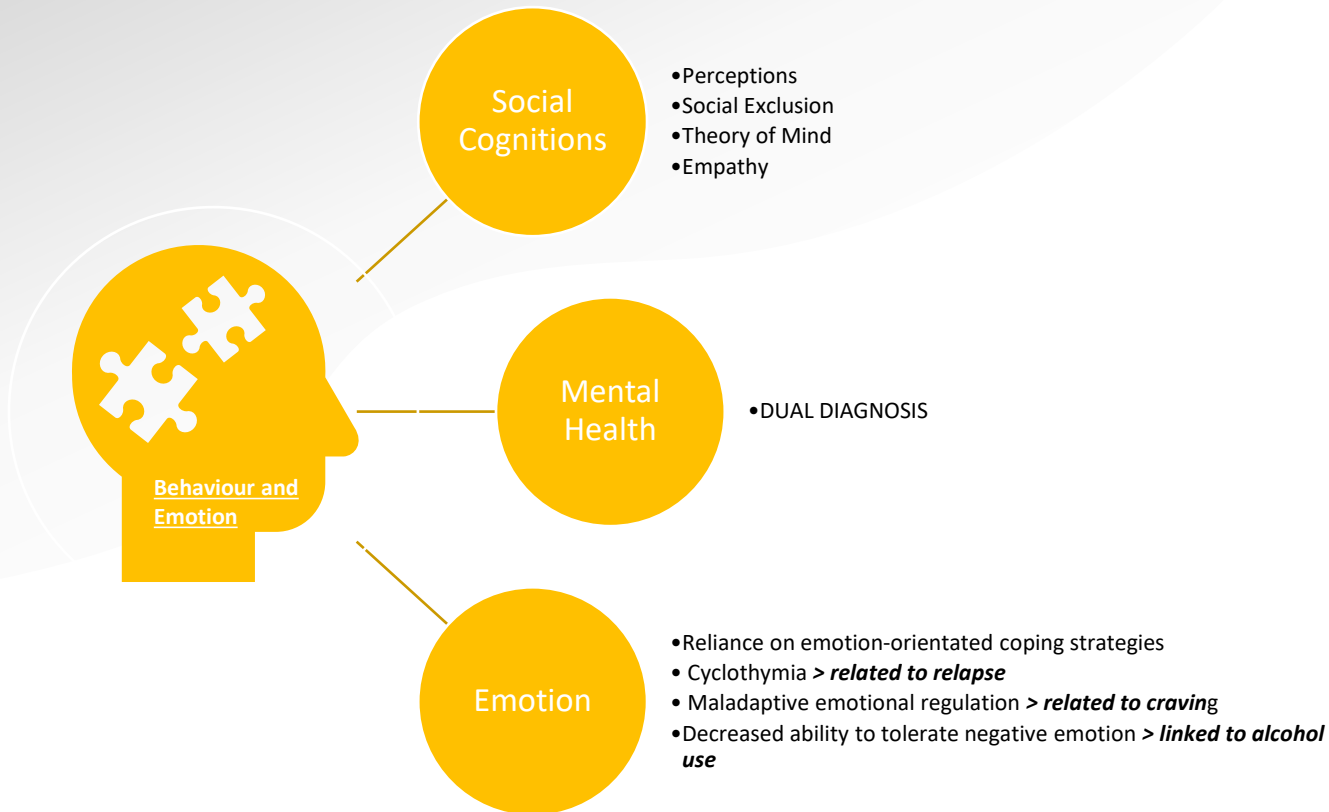 Social
Cognitions
•Perceptions
•Social Exclusion
•Theory of Mind
•Empathy
Behaviour and
Emotion
Mental
Health
•DUAL DIAGNOSIS
Emotion
•Reliance on emotion-orientated coping strategies
• Cyclothymia > related to relapse
• Maladaptive emotional regulation > related to craving
•Decreased ability to tolerate negative emotion > linked to alcohol
use